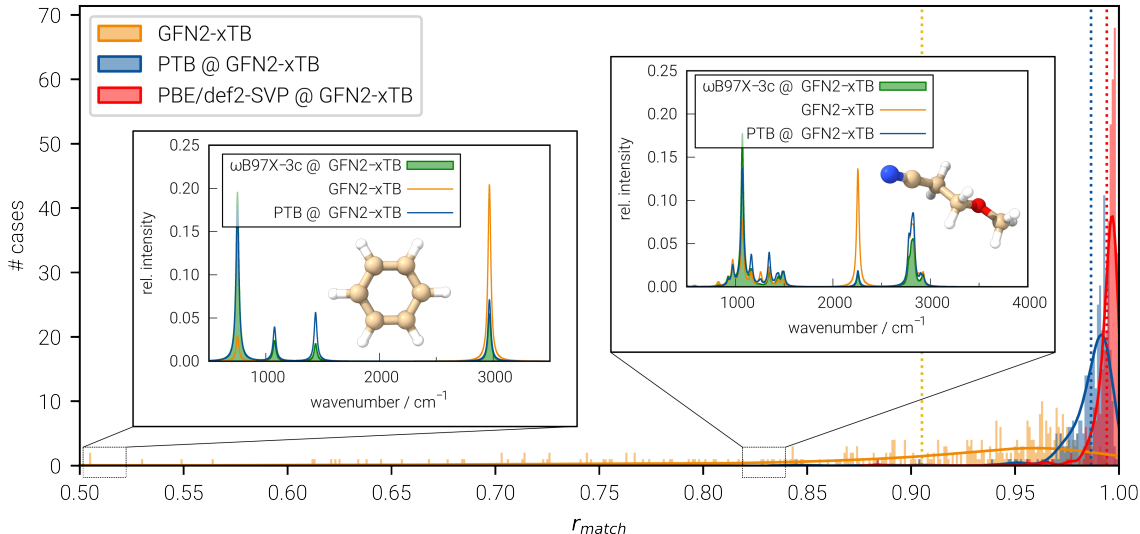 70
60
50
40
30
20
10
0
# cases
GFN2-xTB
PTB @ GFN2-xTB
PBE/def2-SVP @ GFN2-xTB
0.25
0.20
0.15
0.10
0.05
0.00
rel. intensity
ωB97X-3c @ GFN2-xTB
GFN2-xTB
PTB @ GFN2-xTB
1000 2000 3000
wavenumber / cm⁻¹
0.25
0.20
0.15
0.10
0.05
0.00
rel. intensity
ωB97X-3c @ GFN2-xTB
GFN2-xTB
PTB @ GFN2-xTB
1000 2000 3000 4000
wavenumber / cm⁻¹
0.50 0.55 0.60 0.65 0.70 0.75 0.80 0.85 0.90 0.95 1.00
r_match